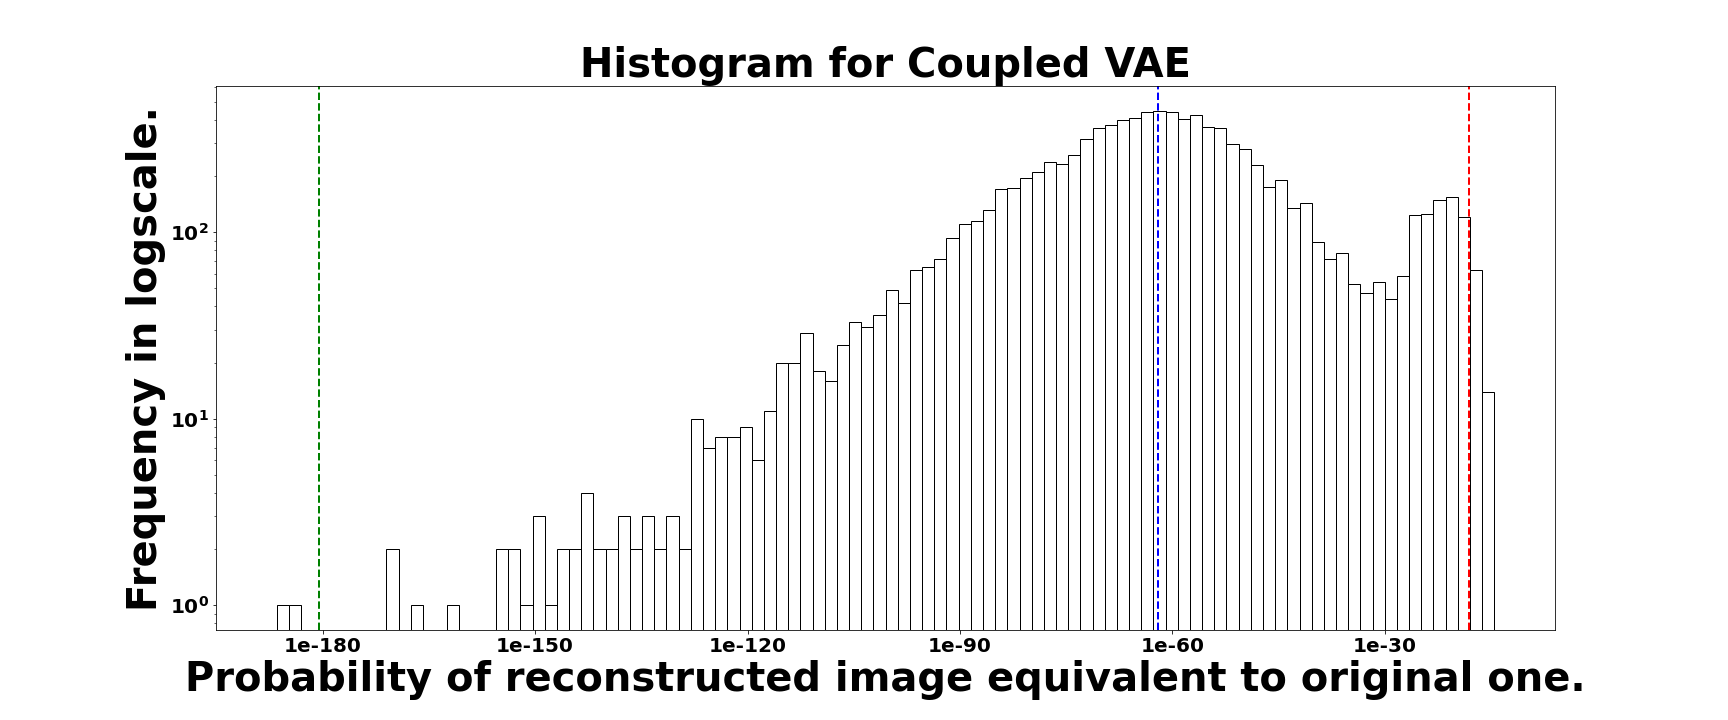 Histogram for Coupled VAE
Frequency in logscale.
10²
10¹
10⁰
1e-180 1e-150 1e-120 1e-90 1e-60 1e-30
Probability of reconstructed image equivalent to original one.